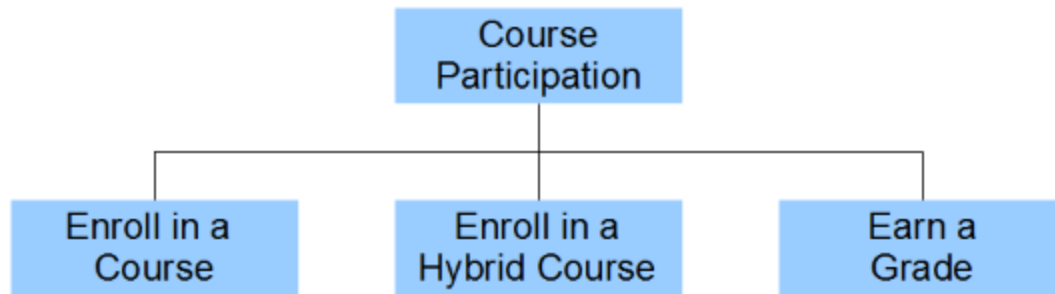 Course
Participation
Enroll in a
Course
Enroll in a
Hybrid Course
Earn a
Grade